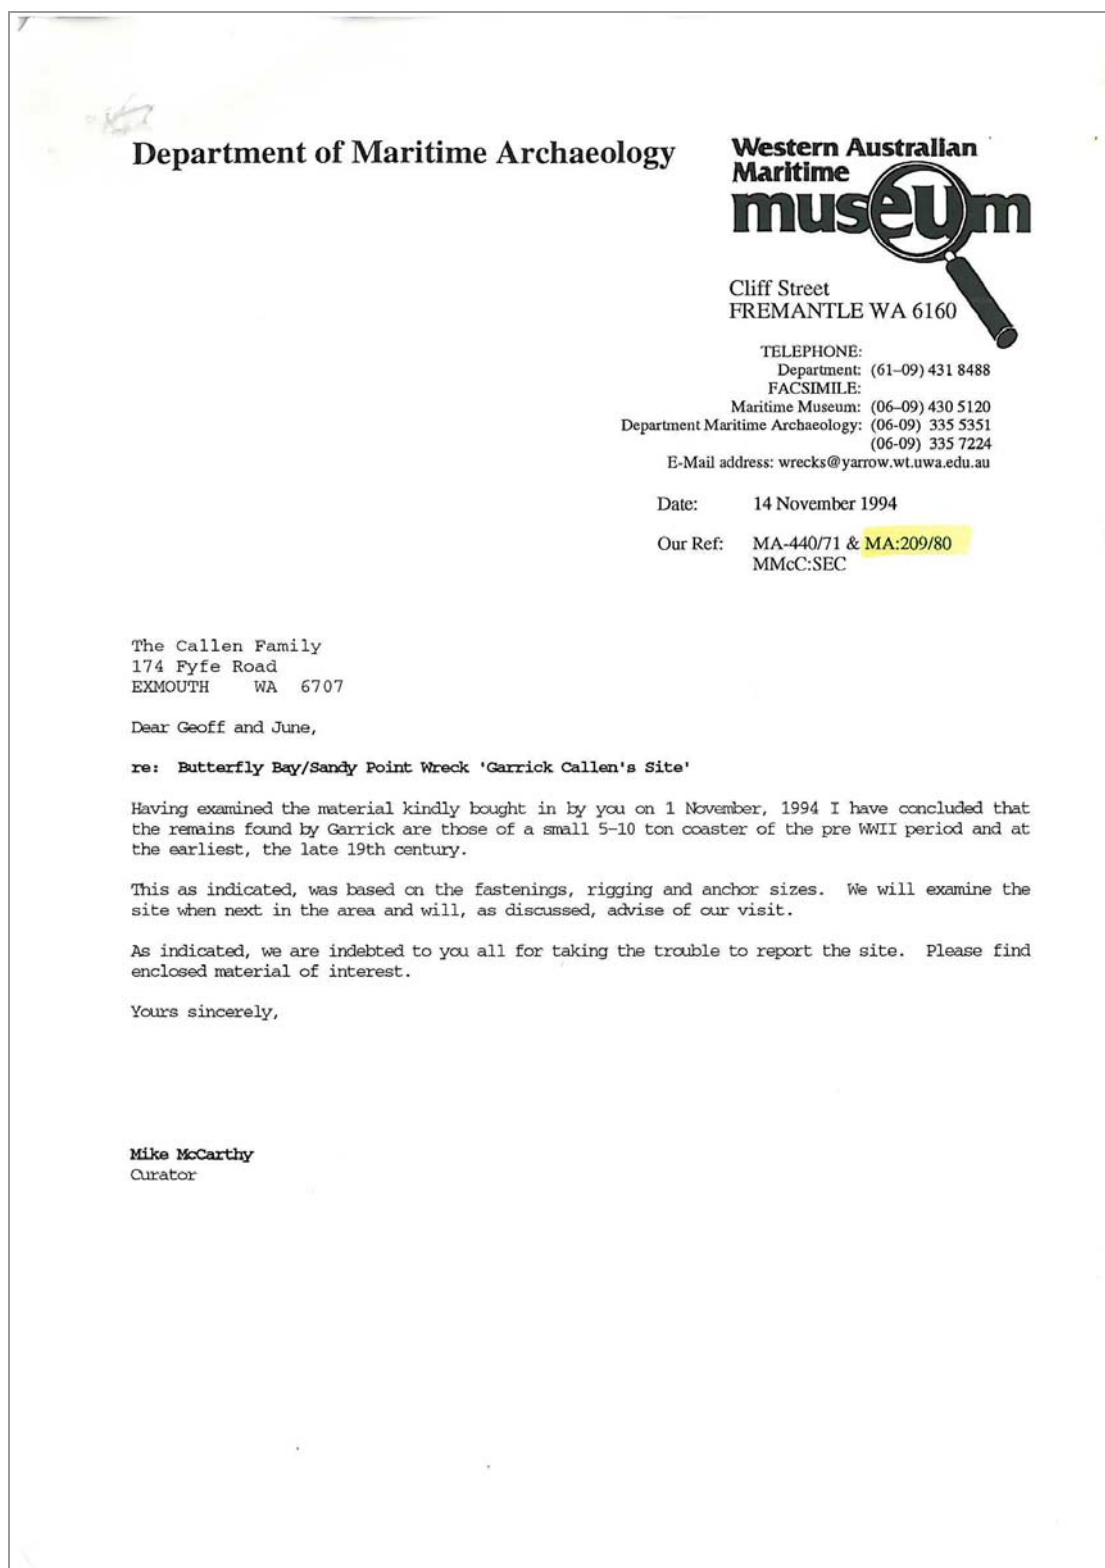 Department of Maritime Archaeology
Western Australian
Maritime
museum
Cliff Street
FREMANTLE WA 6160
TELEPHONE:
Department: (61–09) 431 8488
FACSIMILE:
Maritime Museum: (06–09) 430 5120
Department Maritime Archaeology: (06-09) 335 5351
(06-09) 335 7224
E-Mail address: wrecks@yarrow.wt.uwa.edu.au
Date: 14 November 1994
Our Ref: MA-440/71 & MA:209/80
MMcC:SEC
The Callen Family
174 Fyfe Road
EXMOUTH WA 6707
Dear Geoff and June,
re: Butterfly Bay/Sandy Point Wreck 'Garrick Callen's Site'
Having examined the material kindly bought in by you on 1 November, 1994 I have concluded that
the remains found by Garrick are those of a small 5-10 ton coaster of the pre WWII period and at
the earliest, the late 19th century.
This as indicated, was based on the fastenings, rigging and anchor sizes. We will examine the
site when next in the area and will, as discussed, advise of our visit.
As indicated, we are indebted to you all for taking the trouble to report the site. Please find
enclosed material of interest.
Yours sincerely,
Mike McCarthy
Curator